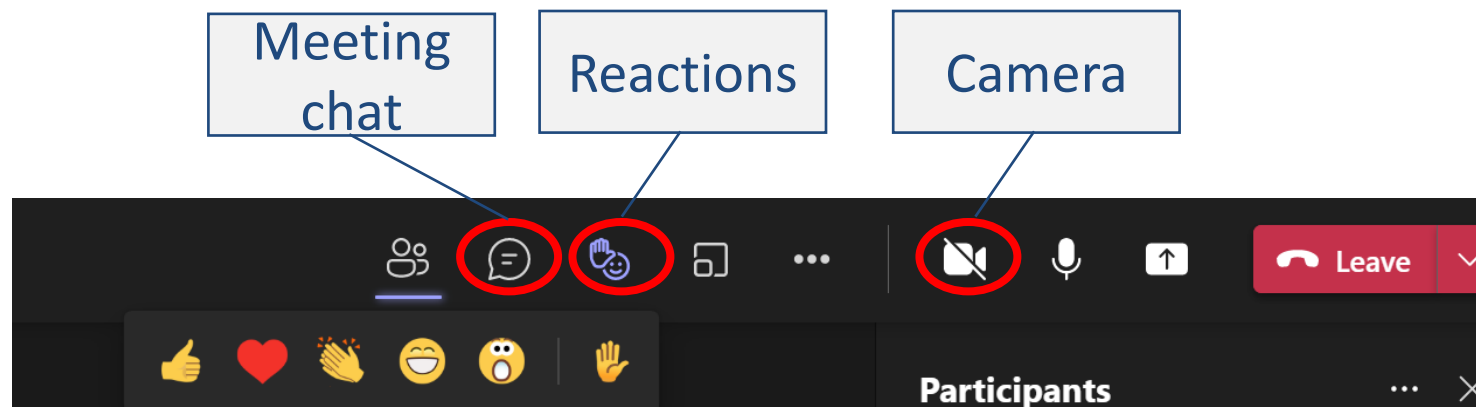 Meeting
chat
Reactions
Camera
Leave
Participants